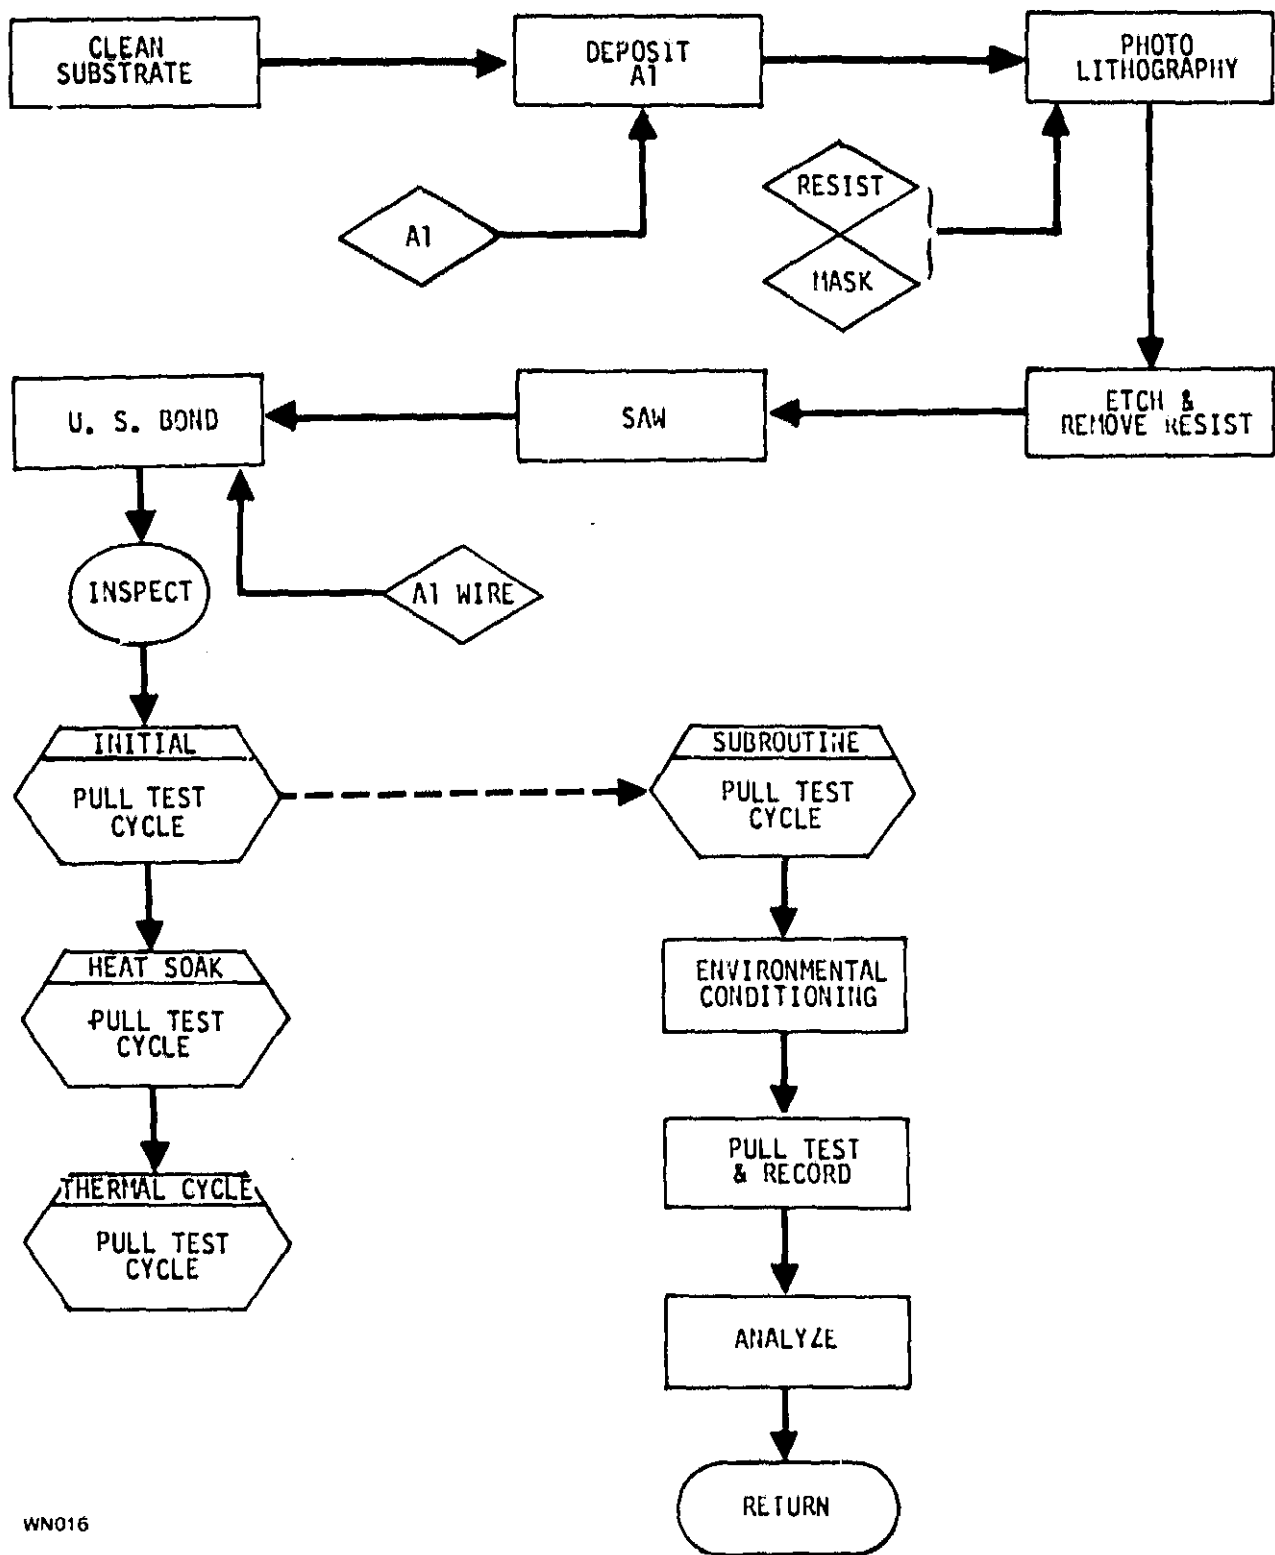 CLEAN
SUBSTRATE
DEPOSIT
Al
PHOTO
LITHOGRAPHY
Al
RESIST
MASK
U. S. BOND
SAW
ETCH &
REMOVE RESIST
INSPECT
Al WIRE
INITIAL
PULL TEST
CYCLE
SUBROUTINE
PULL TEST
CYCLE
HEAT SOAK
PULL TEST
CYCLE
ENVIRONMENTAL
CONDITIONING
THERMAL CYCLE
PULL TEST
CYCLE
PULL TEST
& RECORD
ANALYZE
RETURN
WN016